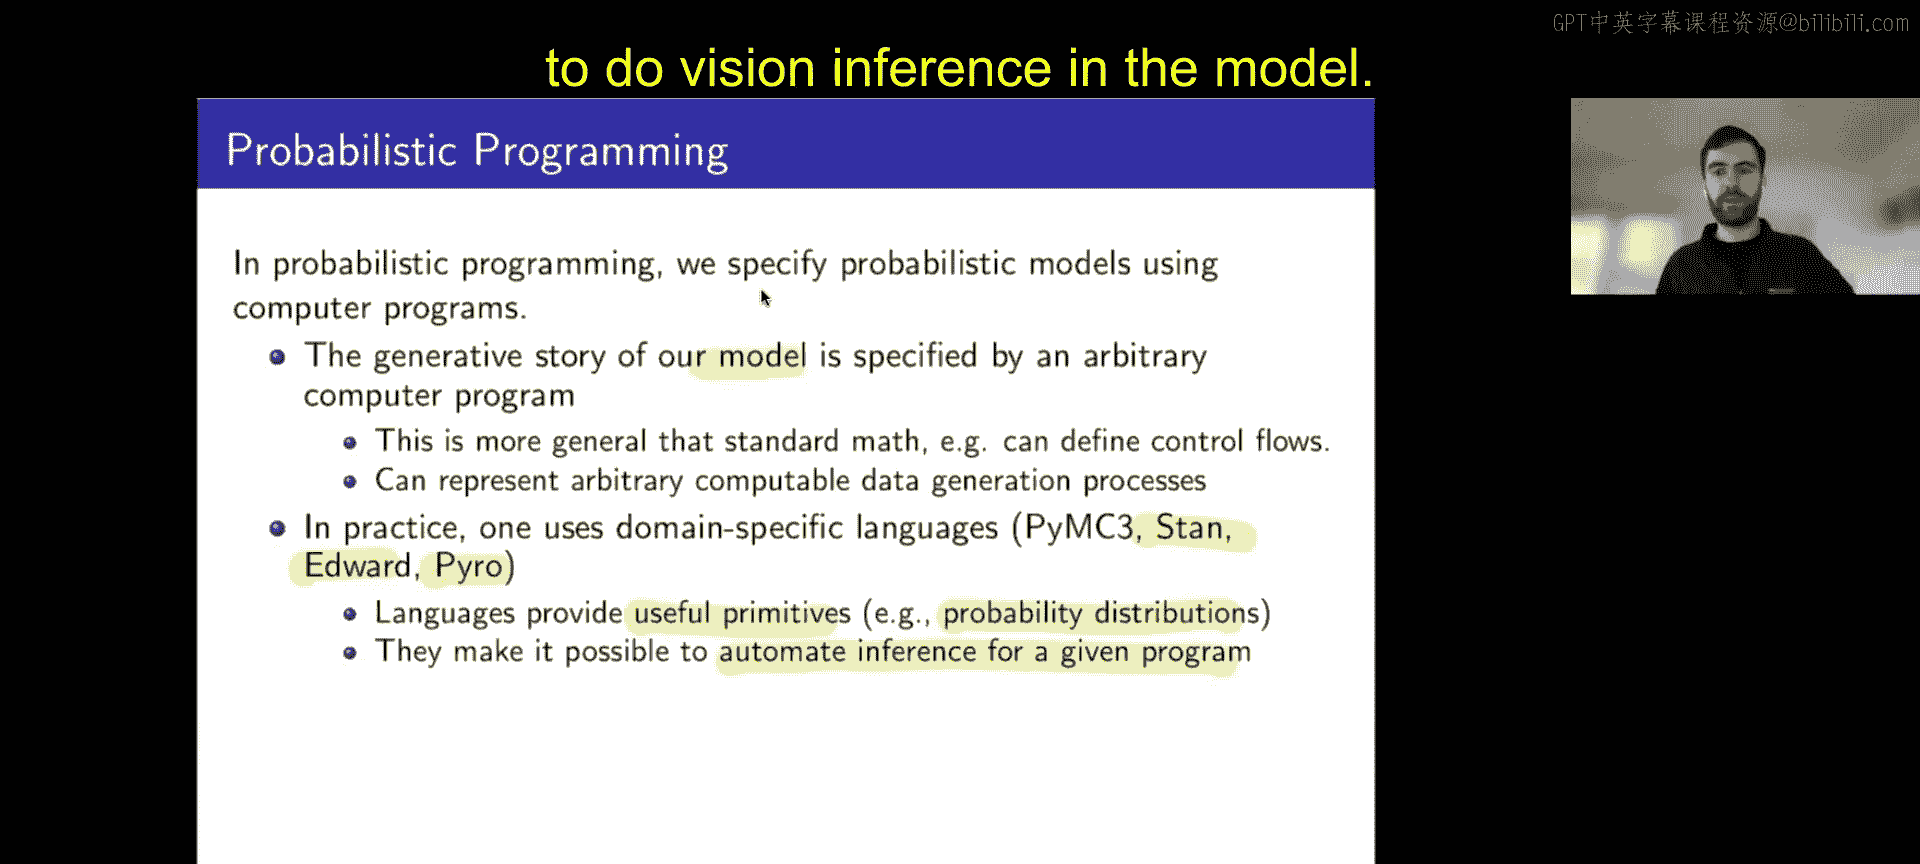 GPT中英字幕课程资源@bilibili.com
to do vision inference in the model.
Probabilistic Programming
In probabilistic programming, we specify probabilistic models using
computer programs.
The generative story of our model is specified by an arbitrary
computer program
This is more general that standard math, e.g. can define control flows.
Can represent arbitrary computable data generation processes
In practice, one uses domain-specific languages (PyMC3, Stan,
Edward, Pyro)
Languages provide useful primitives (e.g., probability distributions)
They make it possible to automate inference for a given program